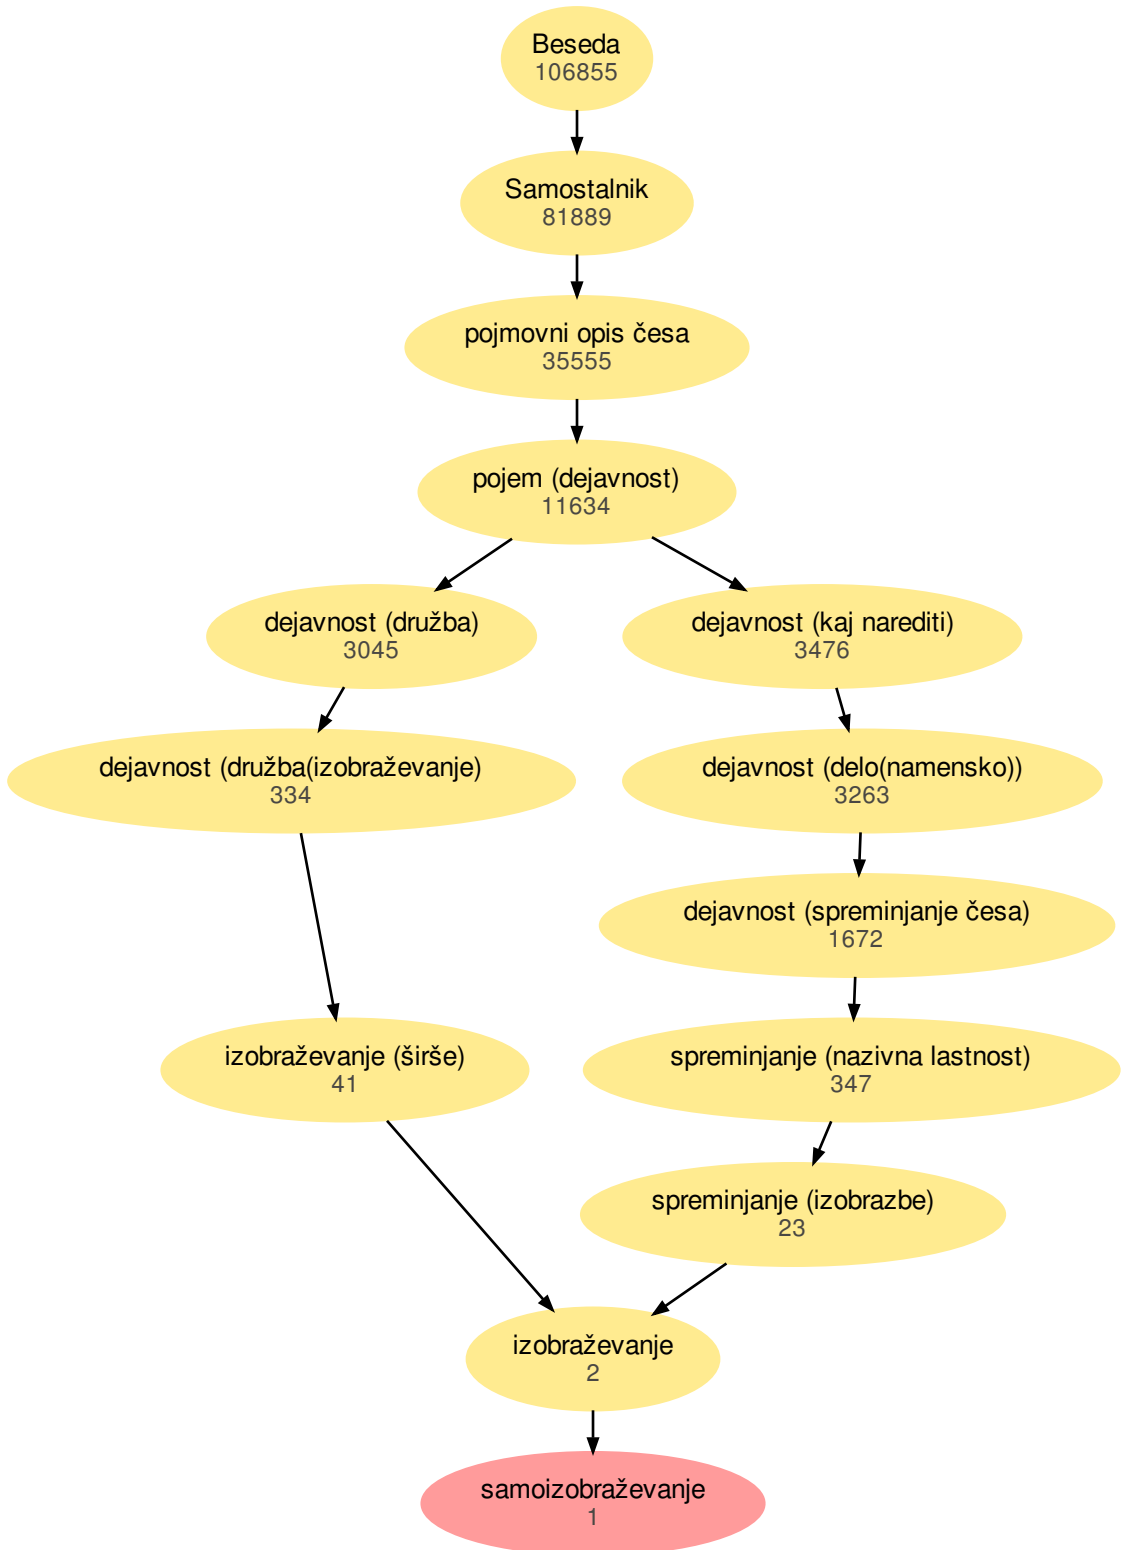 Beseda
106855
Samostalnik
81889
pojmovni opis česa
35555
pojem (dejavnost)
11634
dejavnost (družba)
3045
dejavnost (kaj narediti)
3476
dejavnost (družba(izobraževanje)
334
dejavnost (delo(namensko))
3263
dejavnost (spreminjanje česa)
1672
izobraževanje (širše)
41
spreminjanje (nazivna lastnost)
347
spreminjanje (izobrazbe)
23
izobraževanje
2
samoizobraževanje
1